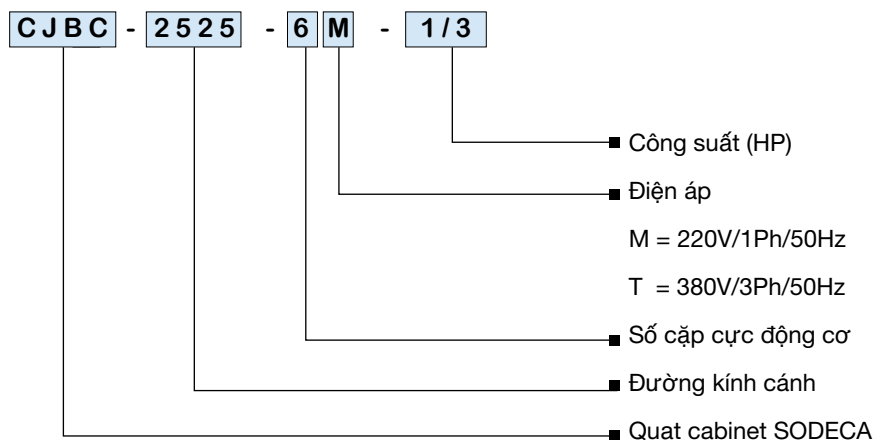 CJBC - 2525 - 6 M - 1/3
Công suất (HP)
Điện áp
M = 220V/1Ph/50Hz
T = 380V/3Ph/50Hz
Số cặp cực động cơ
Đường kính cánh
Quat cabinet SODECA